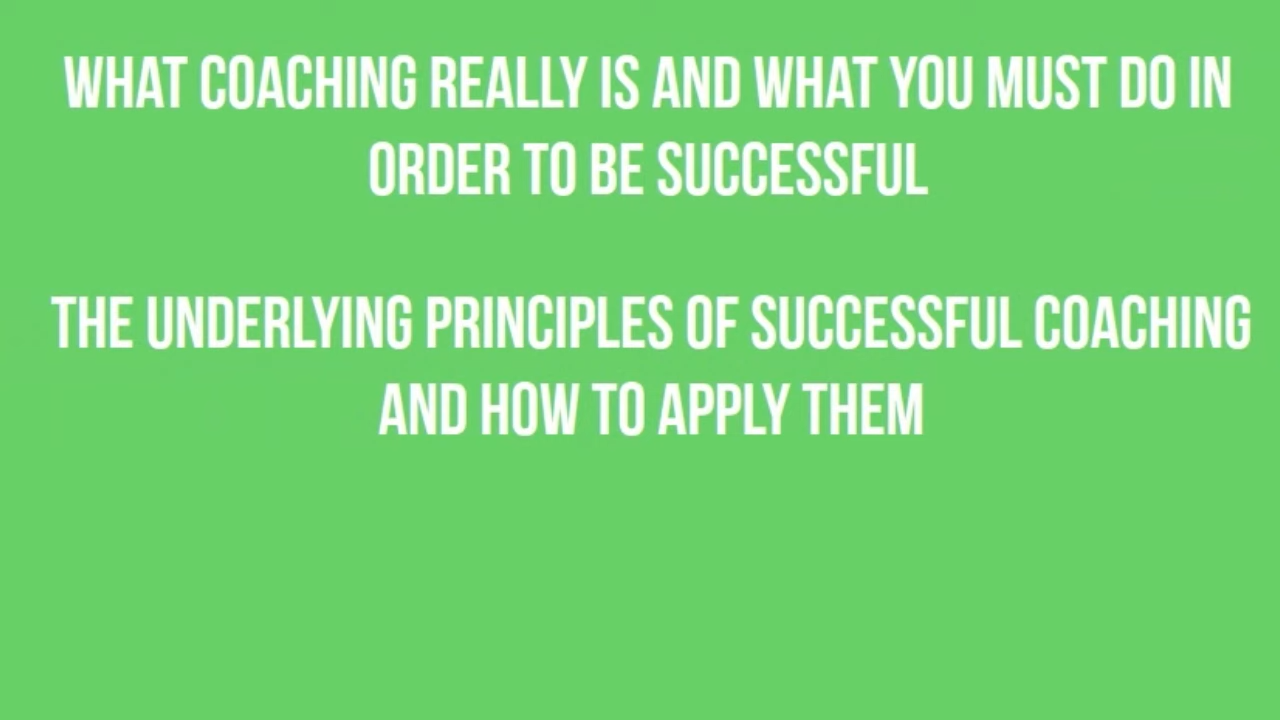 WHAT COACHING REALLY IS AND WHAT YOU MUST DO IN
ORDER TO BE SUCCESSFUL
THE UNDERLYING PRINCIPLES OF SUCCESSFUL COACHING
AND HOW TO APPLY THEM